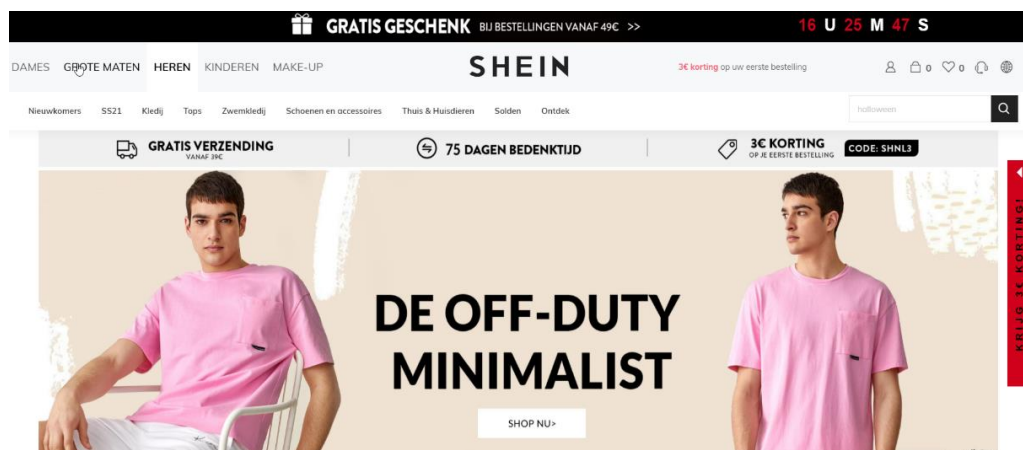 GRATIS GESCHENK BIJ BESTELLINGEN VANAF 49€ >> 16 U 25 M 47 S
DAMES GROTE MATEN HEREN KINDEREN MAKE-UP SHEIN 3€ korting op uw eerste bestelling 0 0
Nieuwkomers SS21 Kledij Tops Zwemkledij Schoenen en accessoires Thuis & Huisdieren Solden Ontdek halloween
GRATIS VERZENDING
VANAF 39€
75 DAGEN BEDENKTIJD
3€ KORTING
OP JE EERSTE BESTELLING
CODE: SHNL3
KRIJG 3€ KORTING!
DE OFF-DUTY
MINIMALIST
SHOP NU>